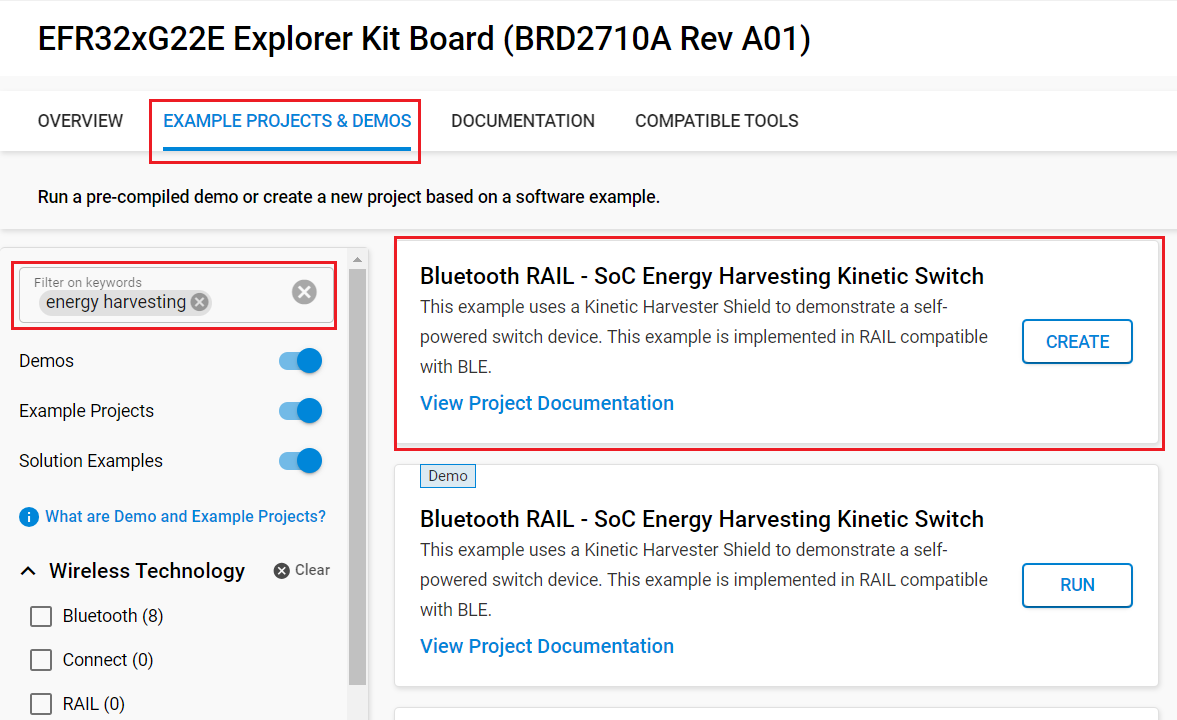 EFR32xG22E Explorer Kit Board (BRD2710A Rev A01)
OVERVIEW
EXAMPLE PROJECTS & DEMOS
DOCUMENTATION
COMPATIBLE TOOLS
Run a pre-compiled demo or create a new project based on a software example.
Filter on keywords
energy harvesting
Demos
Example Projects
Solution Examples
What are Demo and Example Projects?
Wireless Technology
Clear
Bluetooth (8)
Connect (0)
RAIL (0)
Bluetooth RAIL - SoC Energy Harvesting Kinetic Switch
This example uses a Kinetic Harvester Shield to demonstrate a self-
powered switch device. This example is implemented in RAIL compatible
with BLE.
View Project Documentation
CREATE
Demo
Bluetooth RAIL - SoC Energy Harvesting Kinetic Switch
This example uses a Kinetic Harvester Shield to demonstrate a self-
powered switch device. This example is implemented in RAIL compatible
with BLE.
View Project Documentation
RUN